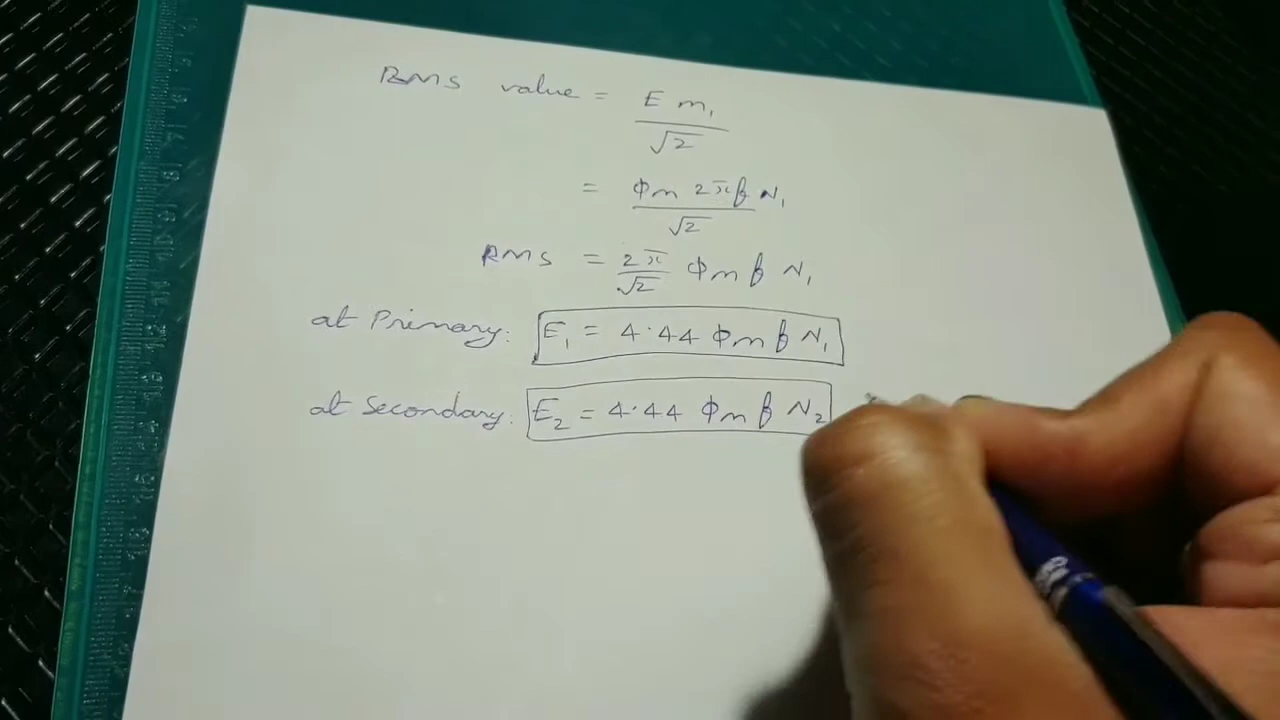 RMS value = Em₁/√2
= Φm 2πf N₁/√2
RMS = 2π/√2 Φm f N₁
at Primary: E₁ = 4.44 Φm f N₁
at Secondary: E₂ = 4.44 Φm f N₂